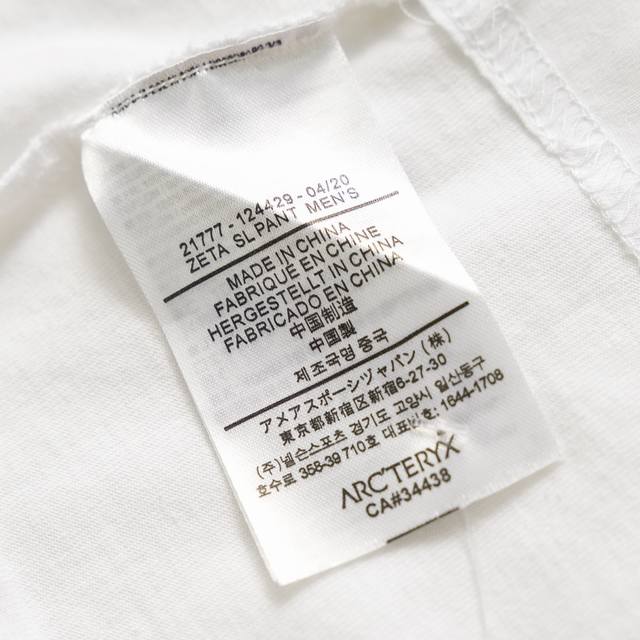 21777 - 124429 - 04/20
ZETA SL PANT MEN'S
MADE IN CHINA
FABRIQUE EN CHINE
HERGESTELLT IN CHINA
FABRICADO EN CHINA
中国制造
中國製
제조국명 중국
アメアスポーツジャパン (株)
東京都新宿区新宿6-27-30
(주)넬슨스포츠 경기도 고양시 일산동구
호수로 358-39 710호 대표번호: 1644-1708
ARC'TERYX
CA#34438